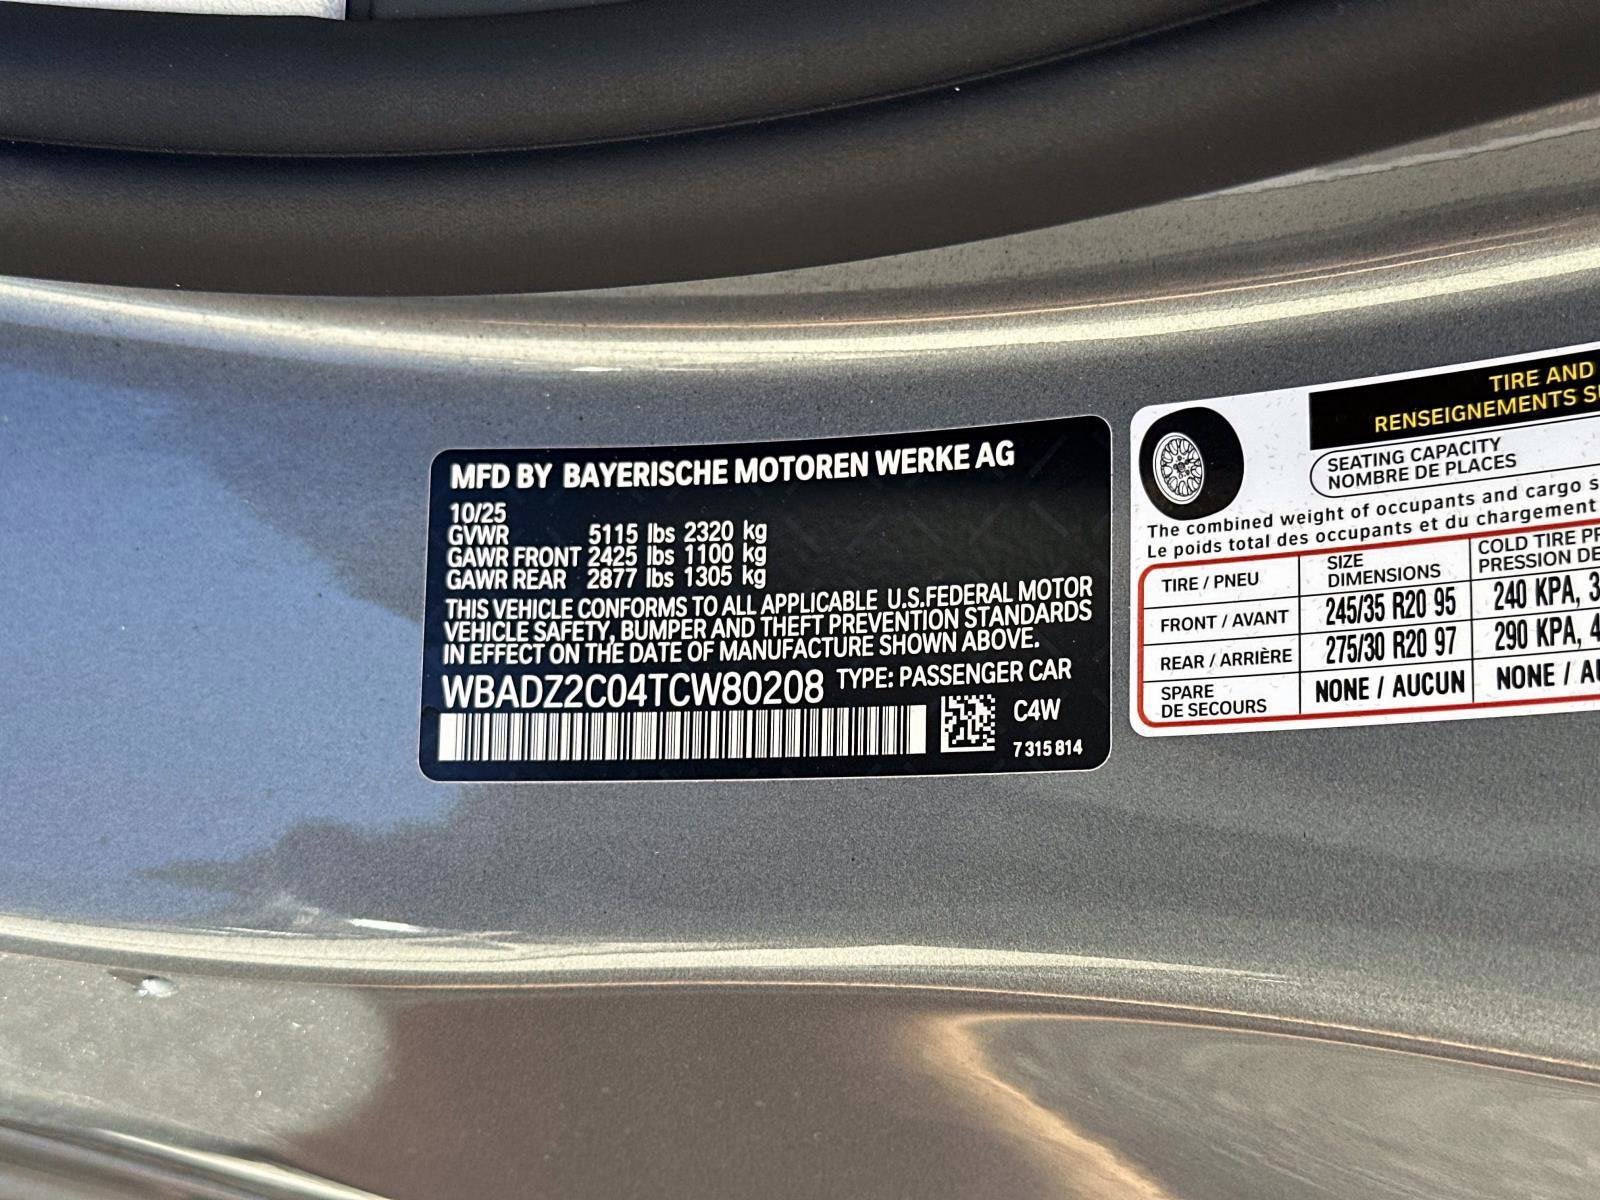 MFD BY BAYERISCHE MOTOREN WERKE AG
10/25
GVWR 5115 lbs 2320 kg
GAWR FRONT 2425 lbs 1100 kg
GAWR REAR 2877 lbs 1305 kg
THIS VEHICLE CONFORMS TO ALL APPLICABLE U.S.FEDERAL MOTOR
VEHICLE SAFETY, BUMPER AND THEFT PREVENTION STANDARDS
IN EFFECT ON THE DATE OF MANUFACTURE SHOWN ABOVE.
WBADZ2C04TCW80208 TYPE: PASSENGER CAR
C4W
7 315 814
TIRE AND
RENSEIGNEMENTS
SEATING CAPACITY
NOMBRE DE PLACES
The combined weight of occupants and cargo
Le poids total des occupants et du chargement
TIRE / PNEU
SIZE
DIMENSIONS
COLD TIRE
PRESSION
FRONT / AVANT 245/35 R20 95 240 KPA,
REAR / ARRIÈRE 275/30 R20 97 290 KPA,
SPARE
DE SECOURS
NONE / AUCUN NONE /